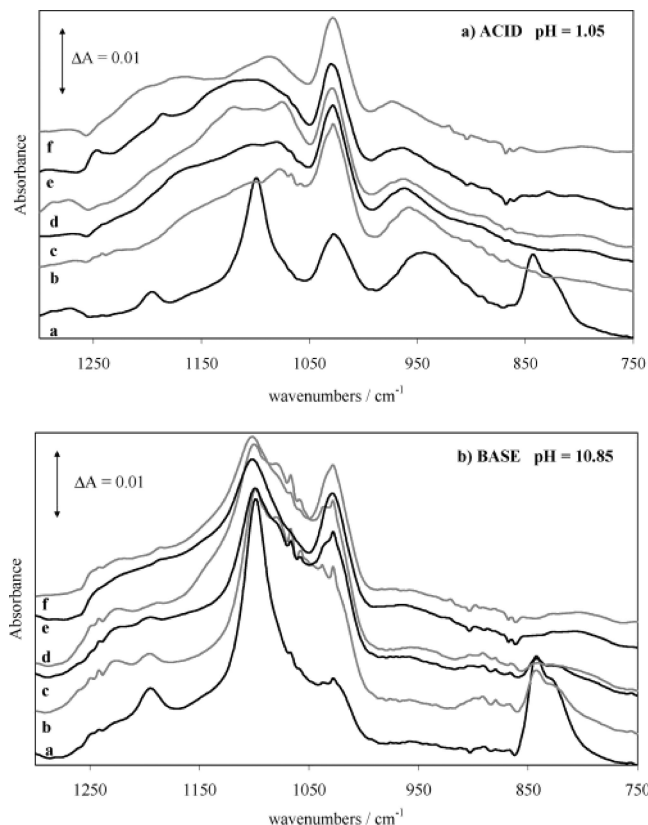 a) ACID pH = 1.05
ΔA = 0.01
Absorbance
f
e
d
c
b
a
1250 1150 1050 950 850 750
wavenumbers / cm-1
b) BASE pH = 10.85
ΔA = 0.01
Absorbance
f
e
d
c
b
a
1250 1150 1050 950 850 750
wavenumbers / cm-1